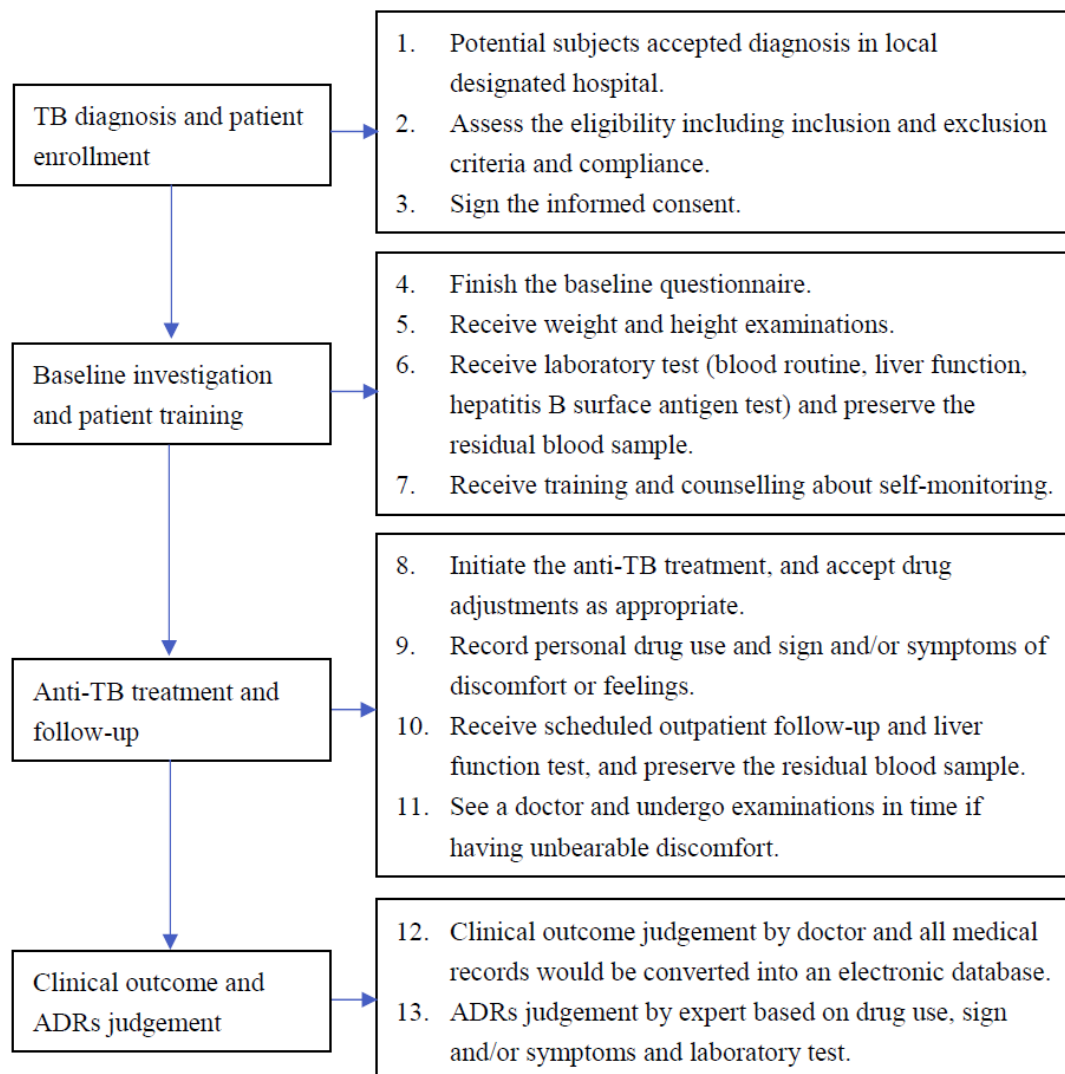 TB diagnosis and patient
enrollment
1. Potential subjects accepted diagnosis in local
designated hospital.
2. Assess the eligibility including inclusion and exclusion
criteria and compliance.
3. Sign the informed consent.
Baseline investigation
and patient training
4. Finish the baseline questionnaire.
5. Receive weight and height examinations.
6. Receive laboratory test (blood routine, liver function,
hepatitis B surface antigen test) and preserve the
residual blood sample.
7. Receive training and counselling about self-monitoring.
Anti-TB treatment and
follow-up
8. Initiate the anti-TB treatment, and accept drug
adjustments as appropriate.
9. Record personal drug use and sign and/or symptoms of
discomfort or feelings.
10. Receive scheduled outpatient follow-up and liver
function test, and preserve the residual blood sample.
11. See a doctor and undergo examinations in time if
having unbearable discomfort.
Clinical outcome and
ADRs judgement
12. Clinical outcome judgement by doctor and all medical
records would be converted into an electronic database.
13. ADRs judgement by expert based on drug use, sign
and/or symptoms and laboratory test.